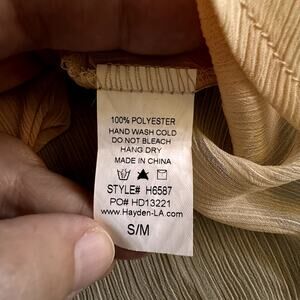 100% POLYESTER
HAND WASH COLD
DO NOT BLEACH
HANG DRY
MADE IN CHINA
STYLE# H6587
PO# HD13221
www.Hayden-LA.com
S/M